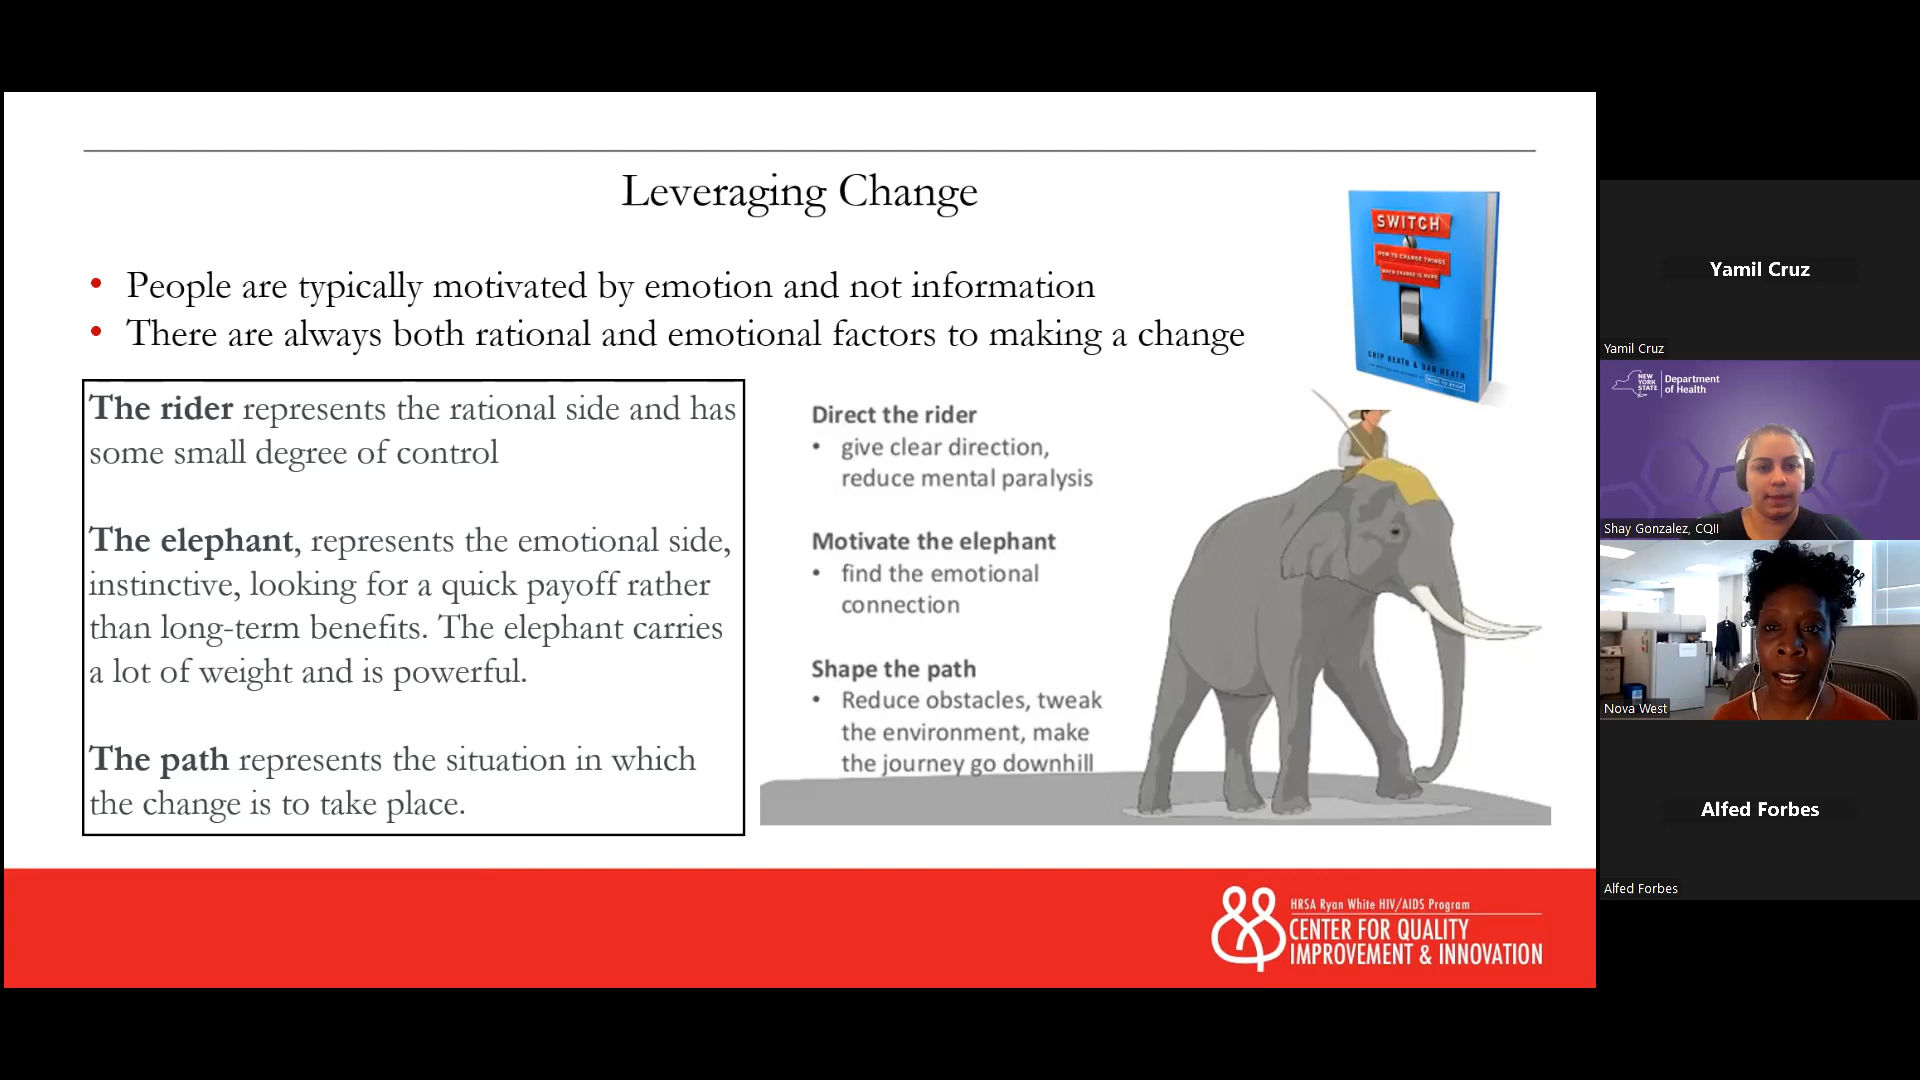 Leveraging Change
• People are typically motivated by emotion and not information
• There are always both rational and emotional factors to making a change
SWITCH
HOW TO CHANGE THINGS
WHEN CHANGE IS HARD
CHIP HEATH & DAN HEATH
The rider represents the rational side and has
some small degree of control
The elephant, represents the emotional side,
instinctive, looking for a quick payoff rather
than long-term benefits. The elephant carries
a lot of weight and is powerful.
The path represents the situation in which
the change is to take place.
Direct the rider
• give clear direction,
reduce mental paralysis
Motivate the elephant
• find the emotional
connection
Shape the path
• Reduce obstacles, tweak
the environment, make
the journey go downhill
HRSA Ryan White HIV/AIDS Program
CENTER FOR QUALITY
IMPROVEMENT & INNOVATION
Yamil Cruz
Yamil Cruz
NEW
YORK
STATE
Department
of Health
Shay Gonzalez, CQII
Nova West
Alfed Forbes
Alfed Forbes